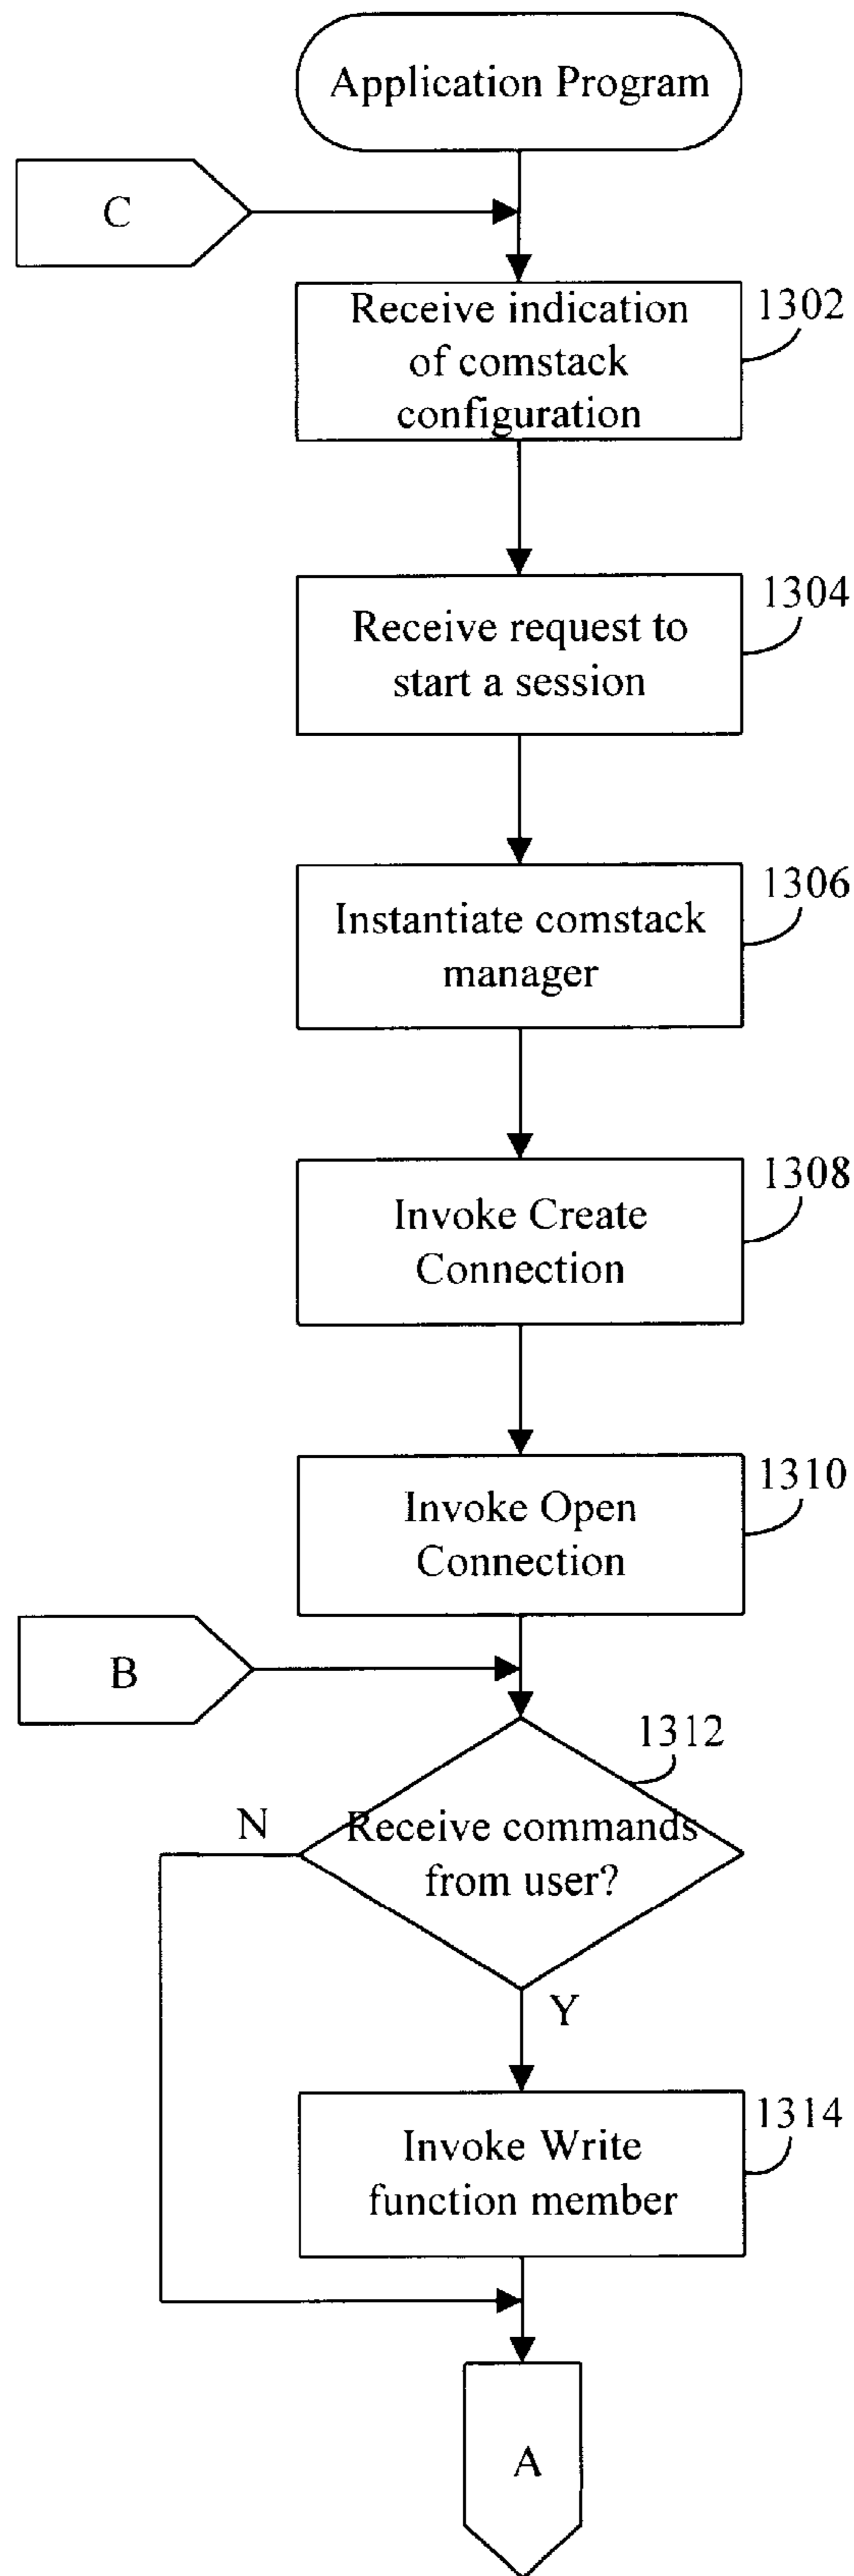 Application Program
C
1302
Receive indication
of comstack
configuration
1304
Receive request to
start a session
1306
Instantiate comstack
manager
1308
Invoke Create
Connection
1310
Invoke Open
Connection
B
1312
N
Receive commands
from user?
Y
1314
Invoke Write
function member
A